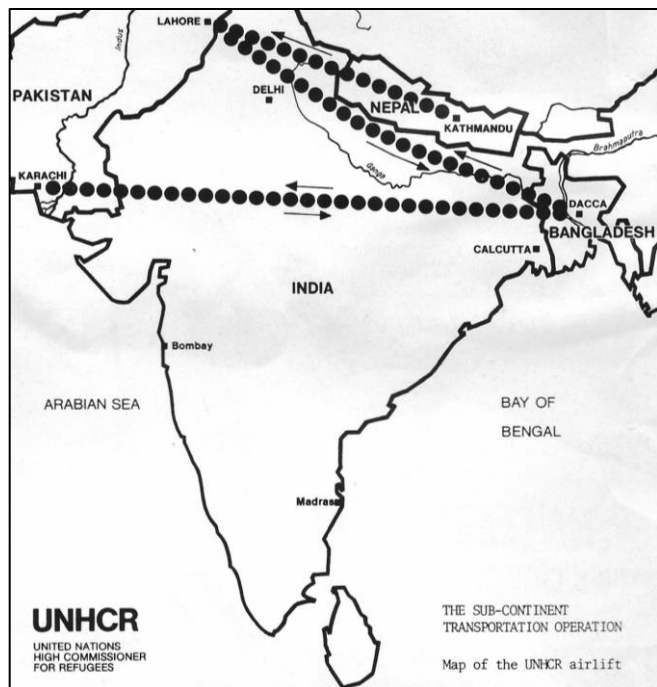 LAHORE
Indus
PAKISTAN
DELHI
NEPAL
KATHMANDU
Ganga
Brahmaputra
KARACHI
DACCA
BANGLADESH
CALCUTTA
INDIA
Bombay
ARABIAN SEA
BAY OF
BENGAL
Madras
UNHCR
UNITED NATIONS
HIGH COMMISSIONER
FOR REFUGEES
THE SUB-CONTINENT
TRANSPORTATION OPERATION
Map of the UNHCR airlift